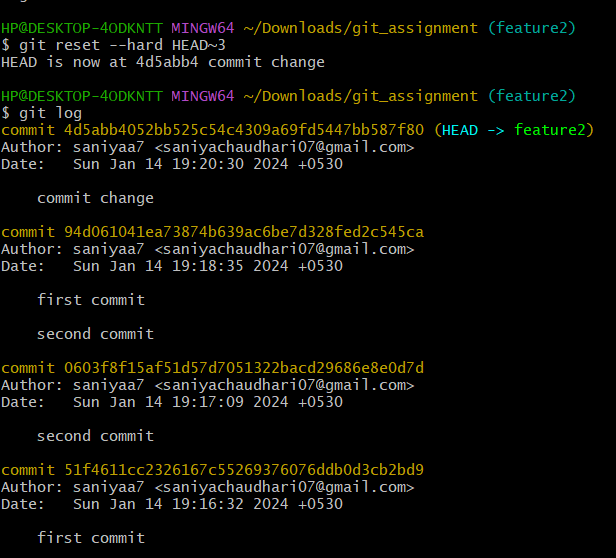 HP@DESKTOP-4ODKNTT MINGW64 ~/Downloads/git_assignment (feature2)
$ git reset --hard HEAD~3
HEAD is now at 4d5abb4 commit change
HP@DESKTOP-4ODKNTT MINGW64 ~/Downloads/git_assignment (feature2)
$ git log
commit 4d5abb4052bb525c54c4309a69fd5447bb587f80 (HEAD -> feature2)
Author: saniyaa7 <saniyachaudhari07@gmail.com>
Date:   Sun Jan 14 19:20:30 2024 +0530
    commit change
commit 94d061041ea73874b639ac6be7d328fed2c545ca
Author: saniyaa7 <saniyachaudhari07@gmail.com>
Date:   Sun Jan 14 19:18:35 2024 +0530
    first commit
    second commit
commit 0603f8f15af51d57d7051322bacd29686e8e0d7d
Author: saniyaa7 <saniyachaudhari07@gmail.com>
Date:   Sun Jan 14 19:17:09 2024 +0530
    second commit
commit 51f4611cc2326167c55269376076ddb0d3cb2bd9
Author: saniyaa7 <saniyachaudhari07@gmail.com>
Date:   Sun Jan 14 19:16:32 2024 +0530
    first commit